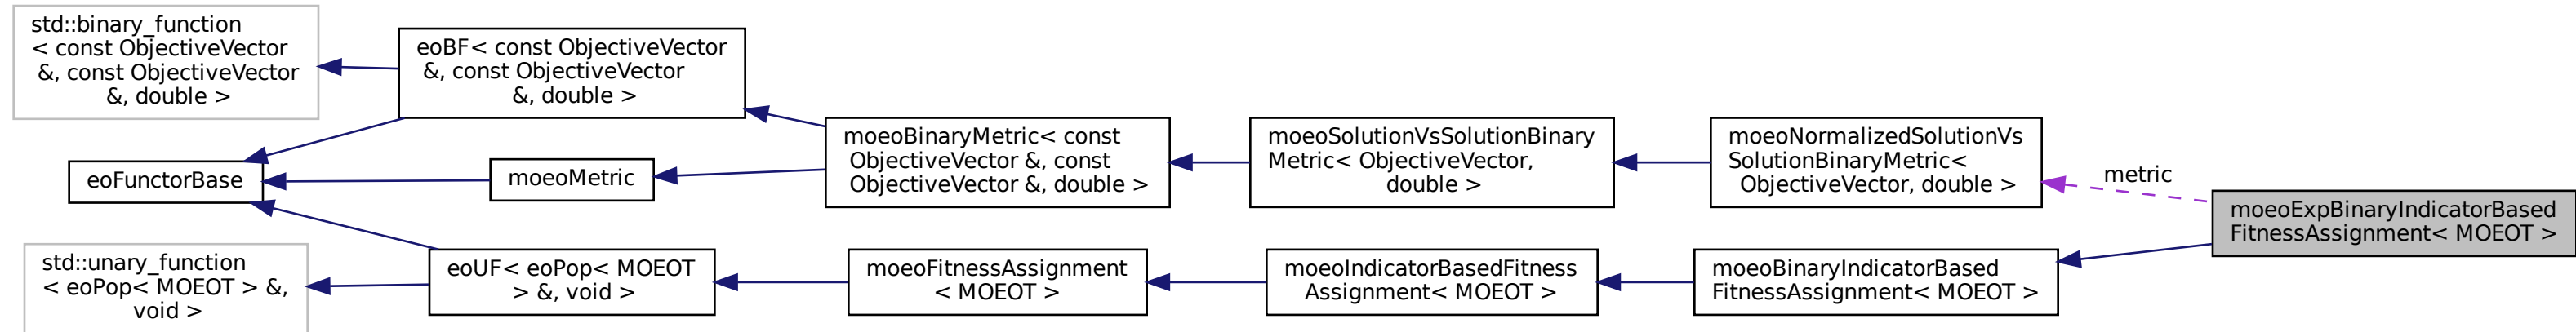 std::binary_function
< const ObjectiveVector
&, const ObjectiveVector
&, double >
eoBF< const ObjectiveVector
&, const ObjectiveVector
&, double >
eoFunctorBase
moeoMetric
moeoBinaryMetric< const
ObjectiveVector &, const
ObjectiveVector &, double >
moeoSolutionVsSolutionBinary
Metric< ObjectiveVector,
double >
moeoNormalizedSolutionVs
SolutionBinaryMetric<
ObjectiveVector, double >
metric
moeoExpBinaryIndicatorBased
FitnessAssignment< MOEOT >
std::unary_function
< eoPop< MOEOT > &,
void >
eoUF< eoPop< MOEOT
> &, void >
moeoFitnessAssignment
< MOEOT >
moeoIndicatorBasedFitness
Assignment< MOEOT >
moeoBinaryIndicatorBased
FitnessAssignment< MOEOT >